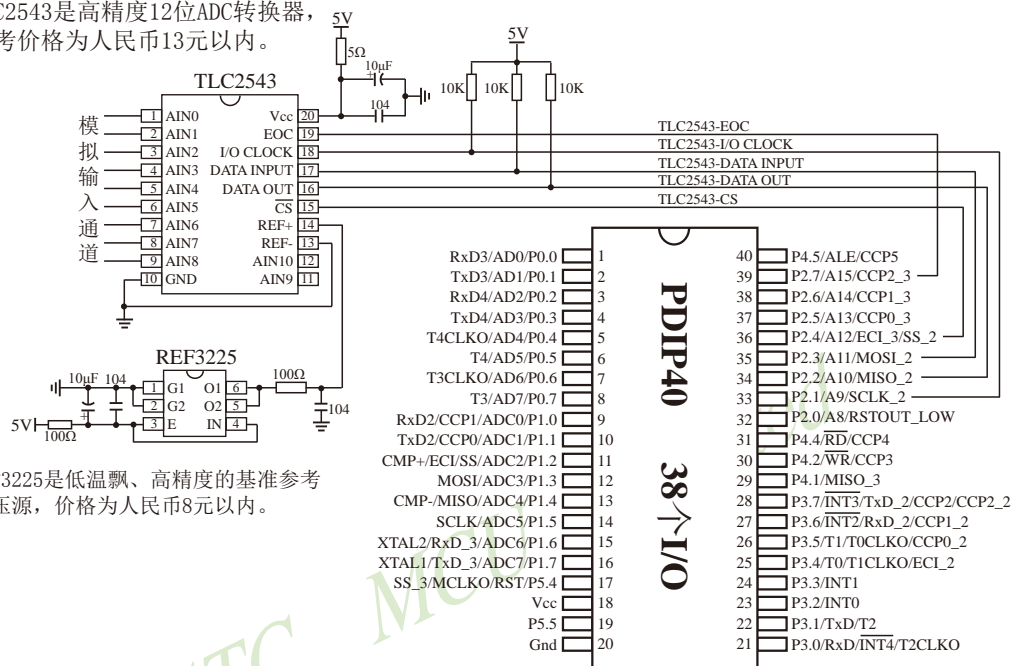 C2543是高精度12位ADC转换器，
考价格为人民币13元以内。
5V
5Ω
10μF
+
104
5V
10K
10K
10K
TLC2543
模拟输入通道
1 AIN0
2 AIN1
3 AIN2
4 AIN3
5 AIN4
6 AIN5
7 AIN6
8 AIN7
9 AIN8
10 GND
Vcc 20
EOC 19
I/O CLOCK 18
DATA INPUT 17
DATA OUT 16
CS 15
REF+ 14
REF- 13
AIN10 12
AIN9 11
TLC2543-EOC
TLC2543-I/O CLOCK
TLC2543-DATA INPUT
TLC2543-DATA OUT
TLC2543-CS
REF3225
1 G1
2 G2
3 E
O1 6
O2 5
IN 4
10μF
104
+
5V
100Ω
100Ω
104
3225是低温飘、高精度的基准参考
压源，价格为人民币8元以内。
PDIP40 38个I/O
RxD3/AD0/P0.0 1
TxD3/AD1/P0.1 2
RxD4/AD2/P0.2 3
TxD4/AD3/P0.3 4
T4CLKO/AD4/P0.4 5
T4/AD5/P0.5 6
T3CLKO/AD6/P0.6 7
T3/AD7/P0.7 8
RxD2/CCP1/ADC0/P1.0 9
TxD2/CCP0/ADC1/P1.1 10
CMP+/ECI/SS/ADC2/P1.2 11
MOSI/ADC3/P1.3 12
CMP-/MISO/ADC4/P1.4 13
SCLK/ADC5/P1.5 14
XTAL2/RxD_3/ADC6/P1.6 15
XTAL1/TxD_3/ADC7/P1.7 16
SS_3/MCLKO/RST/P5.4 17
Vcc 18
P5.5 19
Gnd 20
40 P4.5/ALE/CCP5
39 P2.7/A15/CCP2_3
38 P2.6/A14/CCP1_3
37 P2.5/A13/CCP0_3
36 P2.4/A12/ECI_3/SS_2
35 P2.3/A11/MOSI_2
34 P2.2/A10/MISO_2
33 P2.1/A9/SCLK_2
32 P2.0/A8/RSTOUT_LOW
31 P4.4/RD/CCP4
30 P4.2/WR/CCP3
29 P4.1/MISO_3
28 P3.7/INT3/TxD_2/CCP2/CCP2_2
27 P3.6/INT2/RxD_2/CCP1_2
26 P3.5/T1/T0CLKO/CCP0_2
25 P3.4/T0/T1CLKO/ECI_2
24 P3.3/INT1
23 P3.2/INT0
22 P3.1/TxD/T2
21 P3.0/RxD/INT4/T2CLKO
MCU